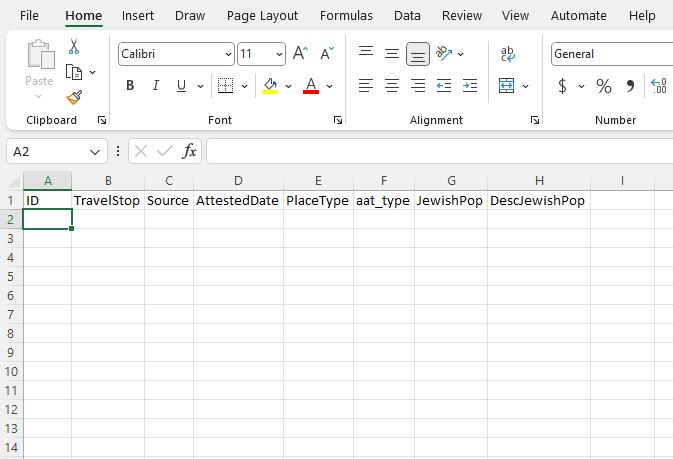 File Home Insert Draw Page Layout Formulas Data Review View Automate Help Acrobat
Paste Calibri 11 A A ab c General
B I U A $ % .00
Clipboard Font Alignment Number
A2 fx
A B C D E F G H I
1 ID TravelStop Source AttestedDate PlaceType aat_type JewishPop DescJewishPop
2
3
4
5
6
7
8
9
10
11
12
13
14